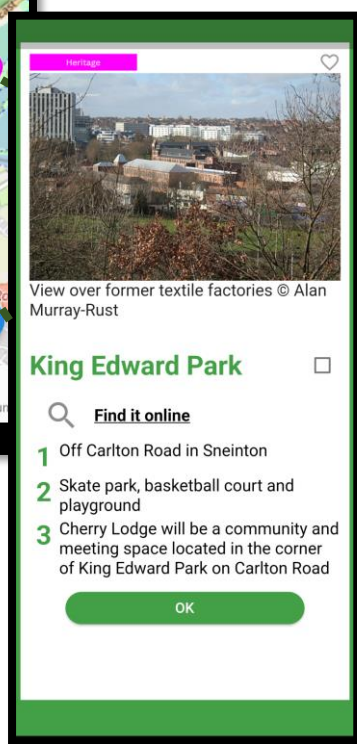 Heritage
View over former textile factories © Alan
Murray-Rust
King Edward Park
Find it online
1 Off Carlton Road in Sneinton
2 Skate park, basketball court and
playground
3 Cherry Lodge will be a community and
meeting space located in the corner
of King Edward Park on Carlton Road
OK